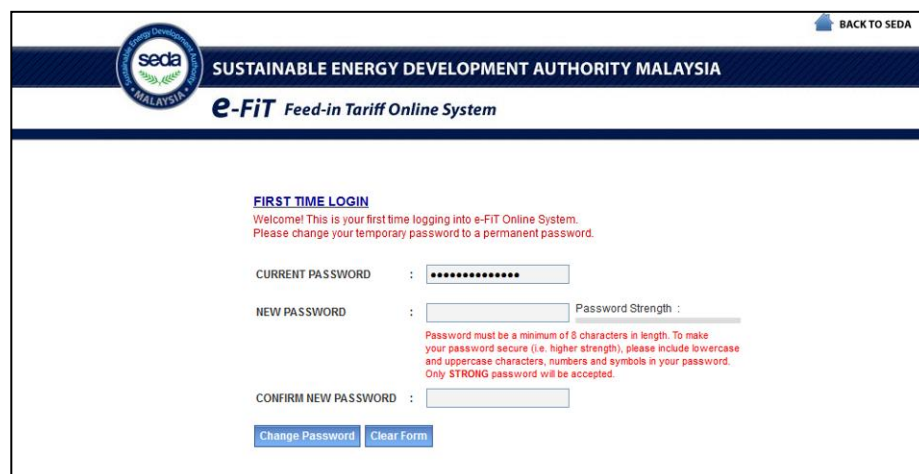 BACK TO SEDA
Sustainable Energy Development Authority
seda
MALAYSIA
SUSTAINABLE ENERGY DEVELOPMENT AUTHORITY MALAYSIA
e-FiT Feed-in Tariff Online System
FIRST TIME LOGIN
Welcome! This is your first time logging into e-FiT Online System.
Please change your temporary password to a permanent password.
CURRENT PASSWORD : ••••••••••••••
NEW PASSWORD : Password Strength :
Password must be a minimum of 8 characters in length. To make
your password secure (i.e. higher strength), please include lowercase
and uppercase characters, numbers and symbols in your password.
Only STRONG password will be accepted.
CONFIRM NEW PASSWORD :
Change Password Clear Form